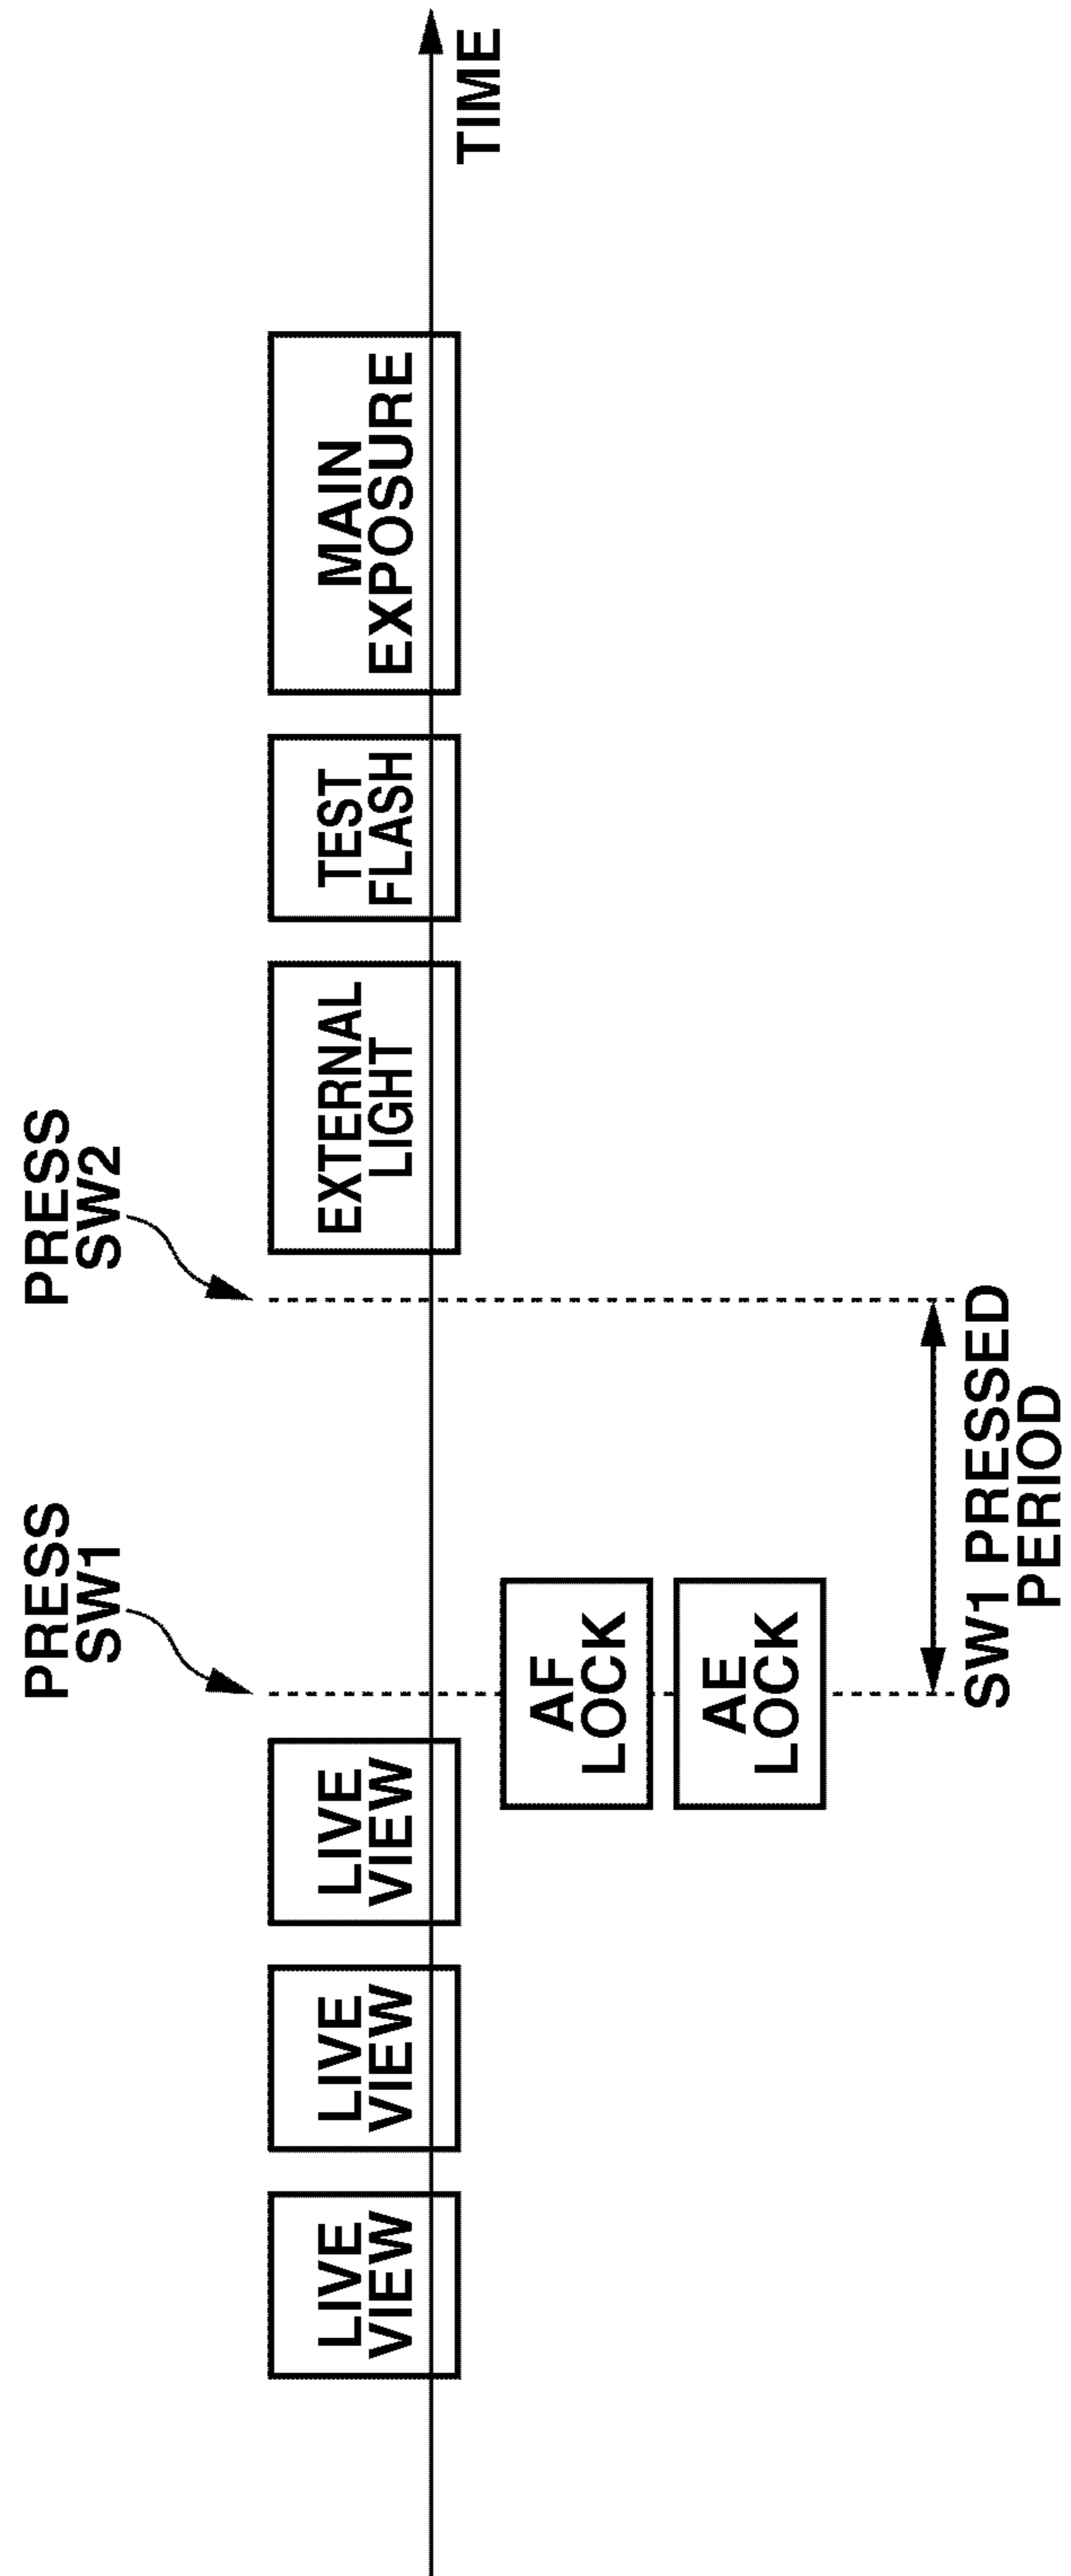 PRESS
SW1
PRESS
SW2
LIVE
VIEW
LIVE
VIEW
LIVE
VIEW
EXTERNAL
LIGHT
TEST
FLASH
MAIN
EXPOSURE
TIME
AF
LOCK
AE
LOCK
SW1 PRESSED
PERIOD